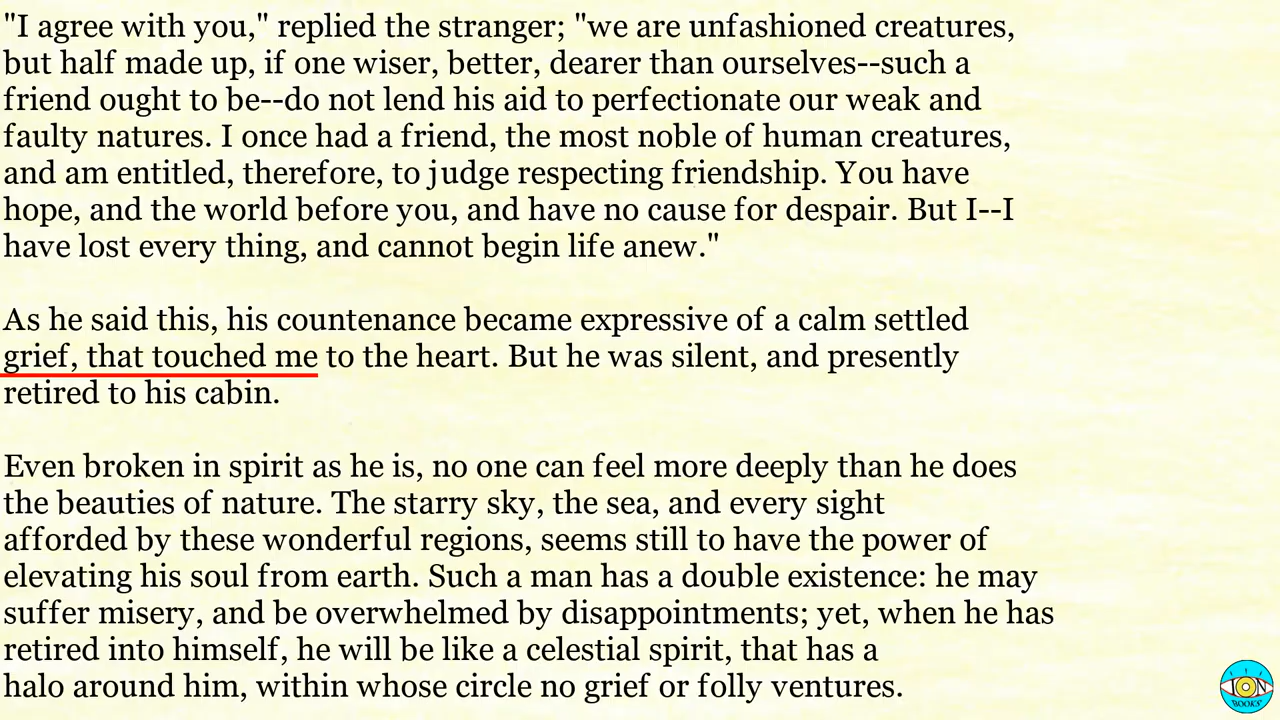 "I agree with you," replied the stranger; "we are unfashioned creatures,
but half made up, if one wiser, better, dearer than ourselves--such a
friend ought to be--do not lend his aid to perfectionate our weak and
faulty natures. I once had a friend, the most noble of human creatures,
and am entitled, therefore, to judge respecting friendship. You have
hope, and the world before you, and have no cause for despair. But I--I
have lost every thing, and cannot begin life anew."
As he said this, his countenance became expressive of a calm settled
grief, that touched me to the heart. But he was silent, and presently
retired to his cabin.
Even broken in spirit as he is, no one can feel more deeply than he does
the beauties of nature. The starry sky, the sea, and every sight
afforded by these wonderful regions, seems still to have the power of
elevating his soul from earth. Such a man has a double existence: he may
suffer misery, and be overwhelmed by disappointments; yet, when he has
retired into himself, he will be like a celestial spirit, that has a
halo around him, within whose circle no grief or folly ventures.
ION
BOOKS